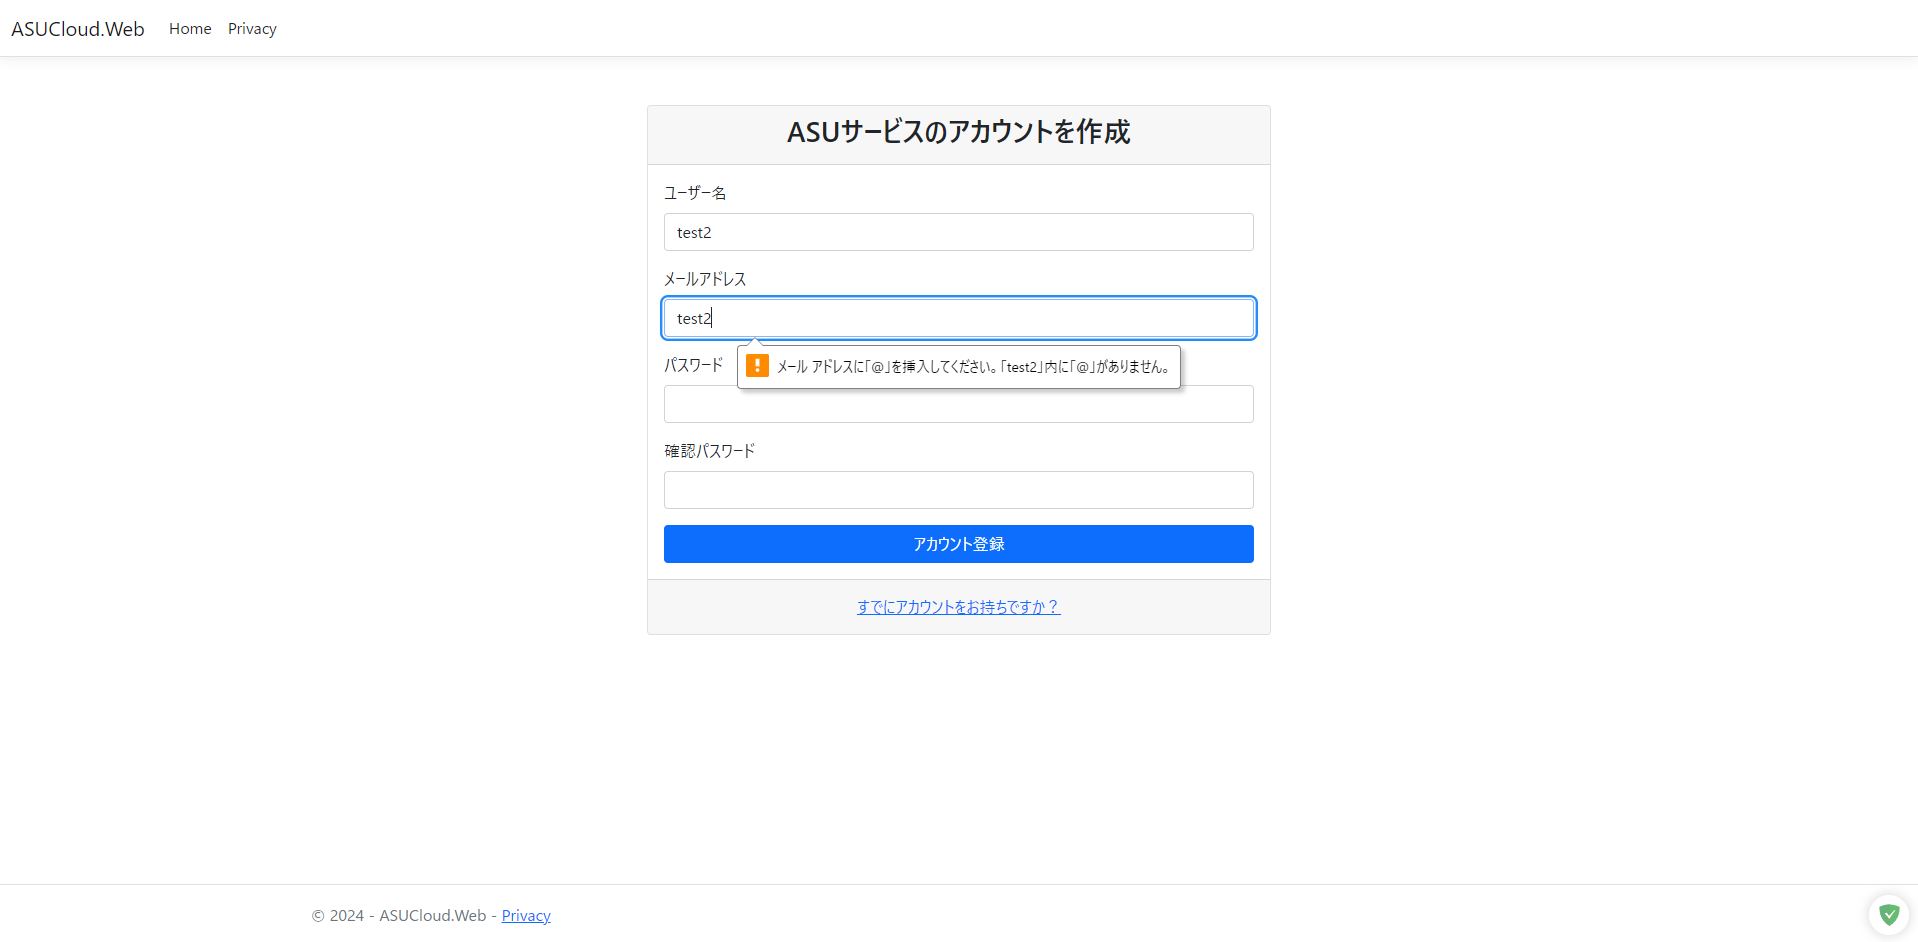 ASUCloud.Web Home Privacy
ASUサービスのアカウントを作成
ユーザー名
test2
メールアドレス
test2
パスワード
メール アドレスに「@」を挿入してください。「test2」内に「@」がありません。
確認パスワード
アカウント登録
すでにアカウントをお持ちですか？
© 2024 - ASUCloud.Web - Privacy